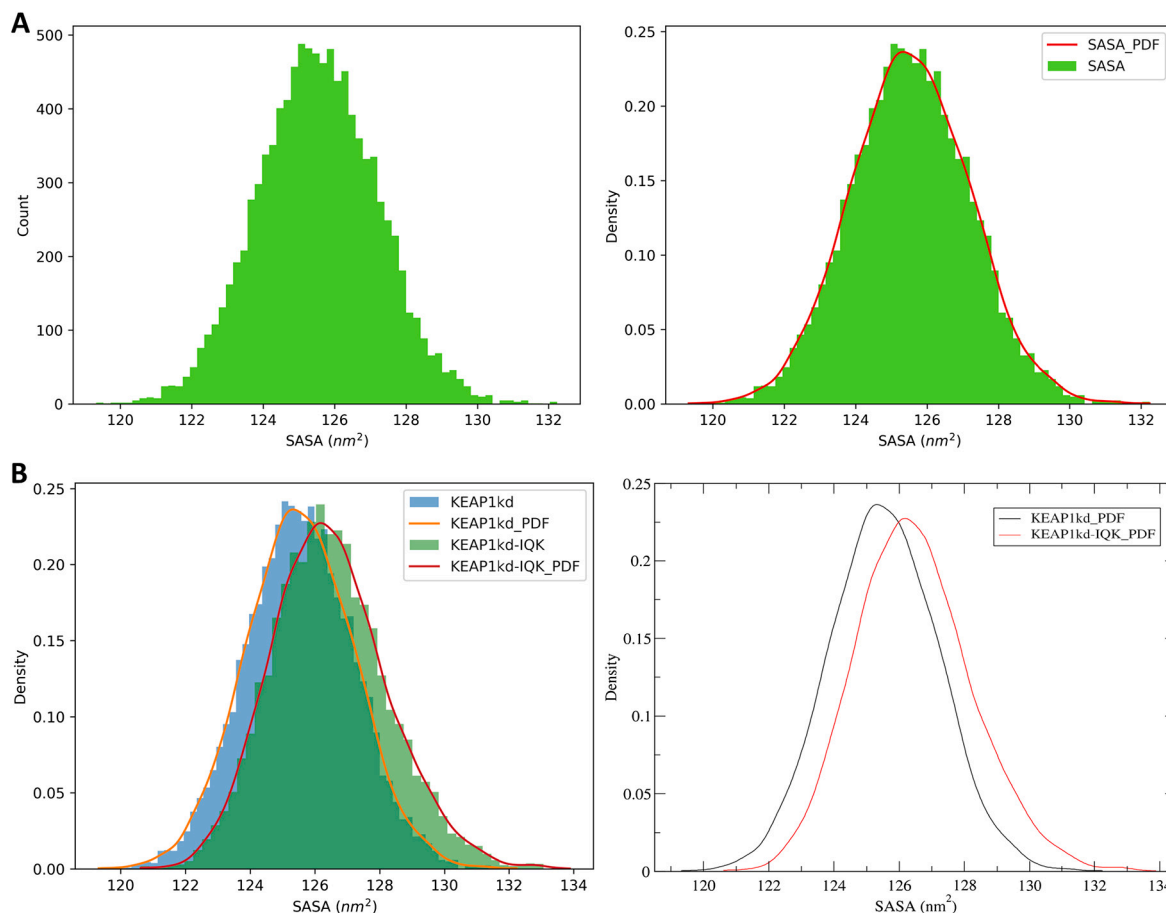 A
500
400
300
200
100
0
Count
120 122 124 126 128 130 132
SASA (nm²)
0.25
0.20
0.15
0.10
0.05
0.00
Density
SASA_PDF
SASA
120 122 124 126 128 130 132
SASA (nm²)
B
0.25
0.20
0.15
0.10
0.05
0.00
Density
KEAP1kd
KEAP1kd_PDF
KEAP1kd-IQK
KEAP1kd-IQK_PDF
120 122 124 126 128 130 132 134
SASA (nm²)
0.25
0.2
0.15
0.1
0.05
0
Density
KEAP1kd_PDF
KEAP1kd-IQK_PDF
120 122 124 126 128 130 132 134
SASA (nm²)